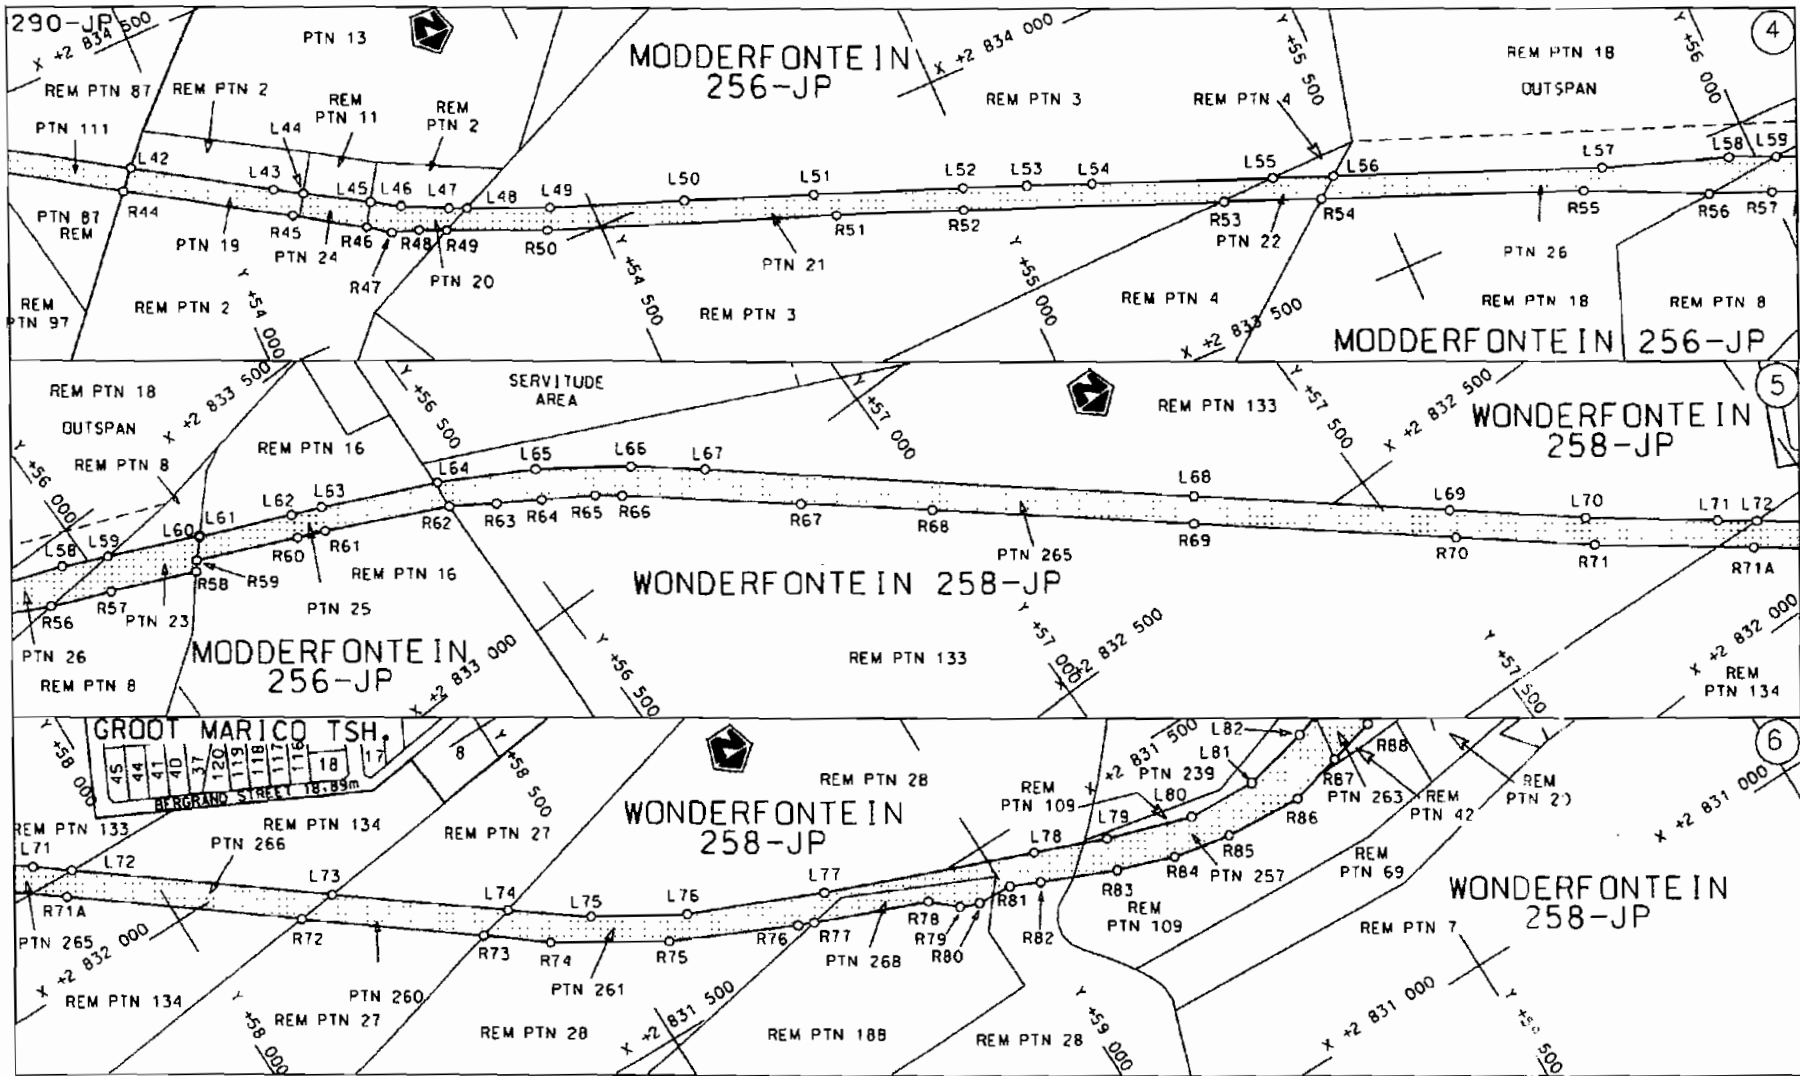 290-JP
X +2 834 500
PTN 13
MODDERFONTEIN
256-JP
X +2 834 000
Y +55 500
REM PTN 18
OUTSPAN
Y +56 000
4
REM PTN 87
REM PTN 2
REM
PTN 11
REM
PTN 2
REM PTN 3
REM PTN 4
PTN 111
L42
L43
L44
L45
L46
L47
L48
L49
L50
L51
L52
L53
L54
L55
L56
L57
L58
L59
R44
R45
R46
R47
R48
R49
R50
R51
R52
R53
R54
R55
R56
R57
PTN 87
REM
PTN 19
PTN 24
PTN 20
PTN 21
PTN 22
PTN 26
REM
PTN 97
REM PTN 2
Y +54 000
Y +54 500
REM PTN 3
Y +55 000
REM PTN 4
X +2 833 500
REM PTN 18
REM PTN 8
MODDERFONTEIN 256-JP
REM PTN 18
OUTSPAN
REM PTN 8
X +2 833 500
REM PTN 16
Y +56 500
SERVITUDE
AREA
Y +57 000
REM PTN 133
Y +57 500
X +2 832 500
WONDERFONTEIN
258-JP
5
Y +56 000
L58
L59
L60
L61
L62
L63
L64
L65
L66
L67
L68
L69
L70
L71
L72
R56
R57
R58
R59
R60
R61
R62
R63
R64
R65
R66
R67
R68
R69
R70
R71
R71A
PTN 26
PTN 23
PTN 25
REM PTN 16
PTN 265
REM PTN 8
MODDERFONTEIN
256-JP
X +2 833 000
Y +56 500
WONDERFONTEIN 258-JP
REM PTN 133
Y +57 000
X +2 832 500
Y +57 500
X +2 832 000
REM
PTN 134
Y +58 000
GROOT MARICO TSH.
45
44
41
40
37
120
119
118
117
116
18
17
8
BERGRAND STREET 18.89m
Y +58 500
WONDERFONTEIN
258-JP
REM PTN 28
REM
PTN 109
X +2 831 500
PTN 239
PTN 263
REM
PTN 42
REM
X +2 831 000
6
REM PTN 133
REM PTN 134
PTN 266
REM PTN 27
L71
L72
L73
L74
L75
L76
L77
L78
L79
L80
L81
L82
R71A
R72
R73
R74
R75
R76
R77
R78
R79
R80
R81
R82
R83
R84
R85
R86
R87
R88
PTN 265
X +2 832 000
REM PTN 134
PTN 260
PTN 261
PTN 268
PTN 257
REM
PTN 109
REM
PTN 69
WONDERFONTEIN
258-JP
REM PTN 7
Y +58 000
REM PTN 27
REM PTN 28
X +2 831 500
REM PTN 188
REM PTN 28
Y +59 000
X +2 831 000